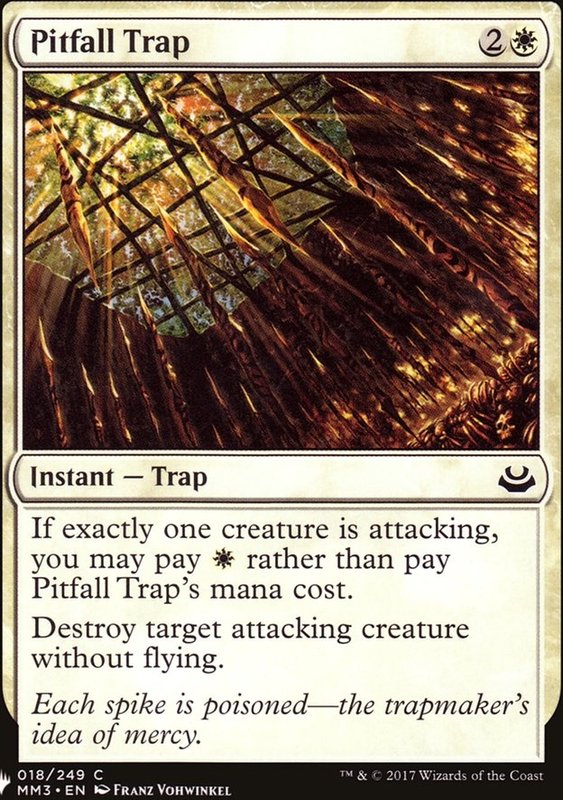 Pitfall Trap 2
Instant — Trap
If exactly one creature is attacking,
you may pay rather than pay
Pitfall Trap's mana cost.
Destroy target attacking creature
without flying.
Each spike is poisoned—the trapmaker's
idea of mercy.
018/249 C
MM3 • EN Franz Vohwinkel
™ & © 2017 Wizards of the Coast